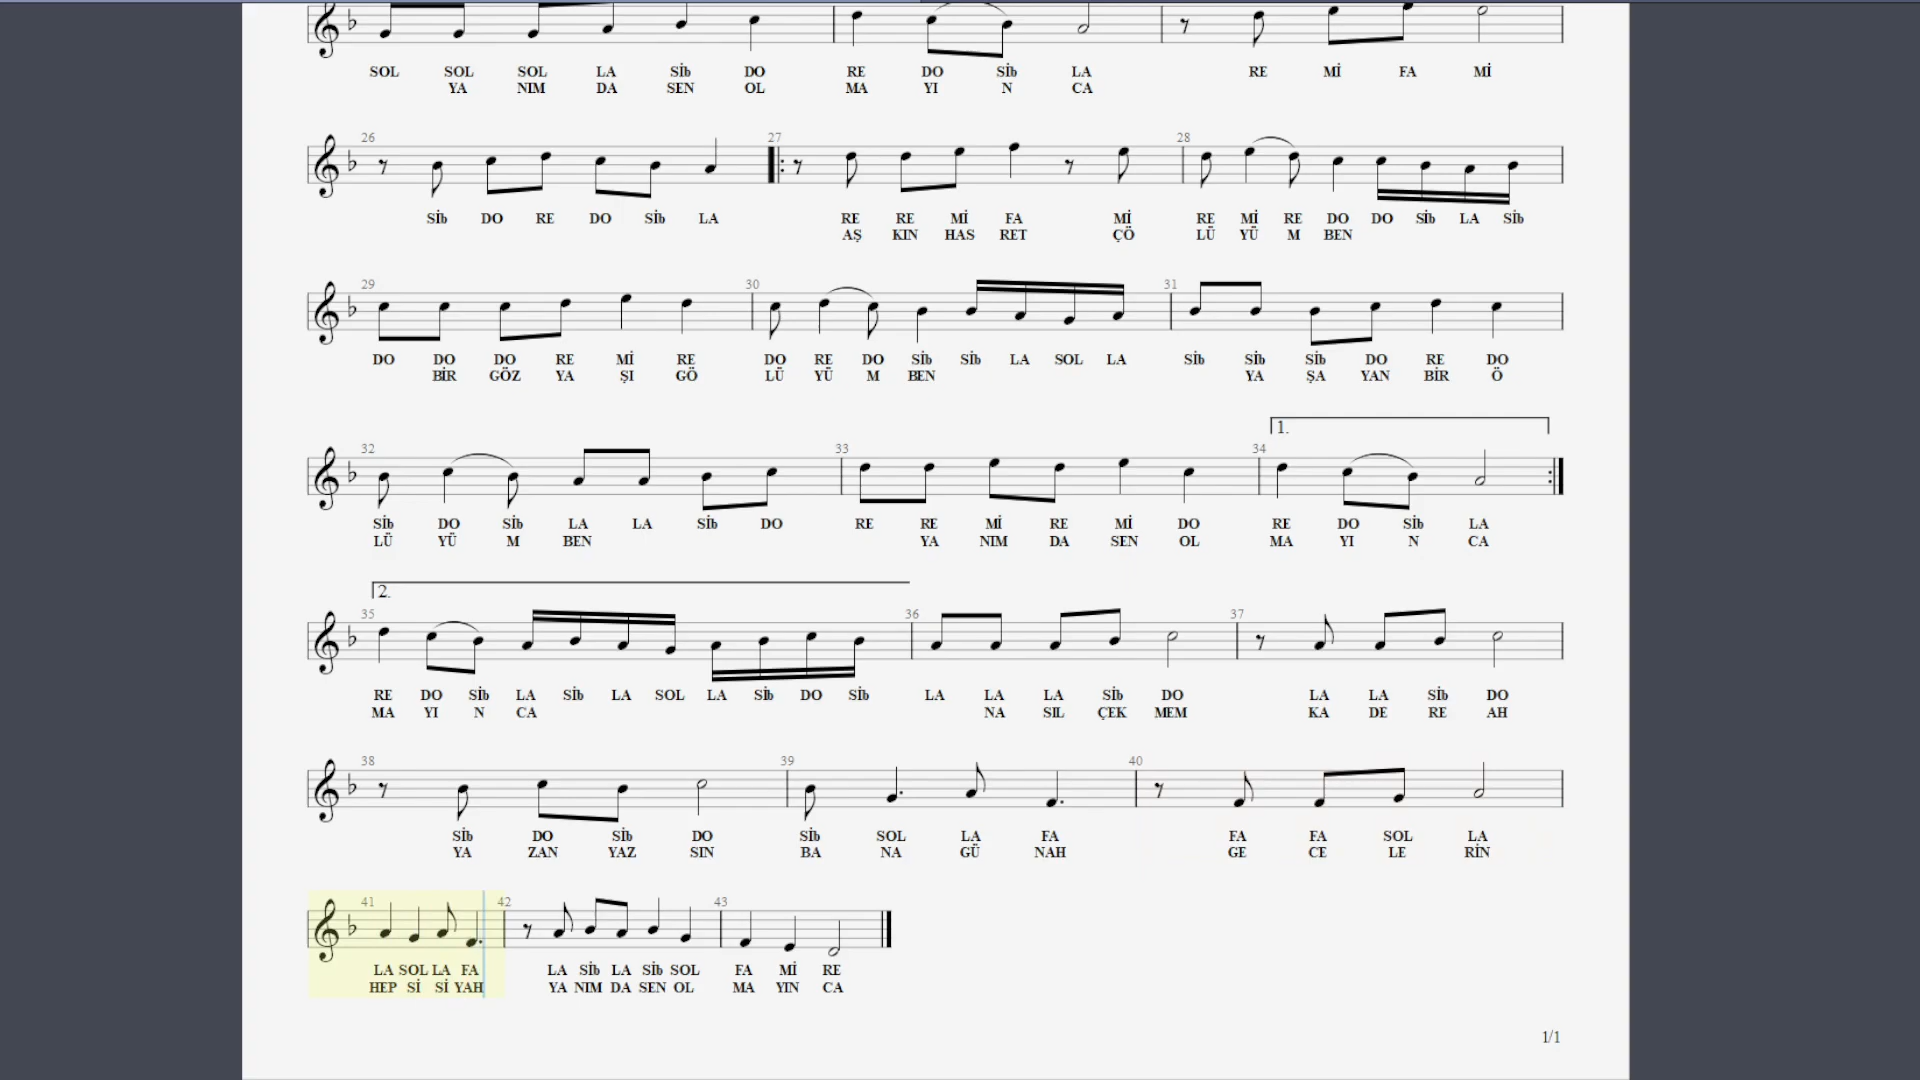 SOL SOL SOL LA Sİb DO RE DO Sİb LA RE Mİ FA Mİ
YA NIM DA SEN OL MA YI N CA
26 27 28
Sİb DO RE DO Sİb LA RE RE Mİ FA Mİ RE Mİ RE DO DO Sİb LA Sİb
AŞ KIN HAS RET ÇÖ LÜ YÜ M BEN
29 30 31
DO DO DO RE Mİ RE DO RE DO Sİb Sİb LA SOL LA Sİb Sİb Sİb DO RE DO
BİR GÖZ YA ŞI GÖ LÜ YÜ M BEN YA ŞA YAN BİR Ö
1.
32 33 34
Sİb DO Sİb LA LA Sİb DO RE RE Mİ RE Mİ DO RE DO Sİb LA
LÜ YÜ M BEN YA NIM DA SEN OL MA YI N CA
2.
35 36 37
RE DO Sİb LA Sİb LA SOL LA Sİb DO Sİb LA LA LA Sİb DO LA LA Sİb DO
MA YI N CA NA SIL ÇEK MEM KA DE RE AH
38 39 40
Sİb DO Sİb DO Sİb SOL LA FA FA FA SOL LA
YA ZAN YAZ SIN BA NA GÜ NAH GE CE LE RİN
41 42 43
LA SOL LA FA LA Sİb LA Sİb SOL FA Mİ RE
HEP Sİ Sİ YAH YA NIM DA SEN OL MA YIN CA
1/1